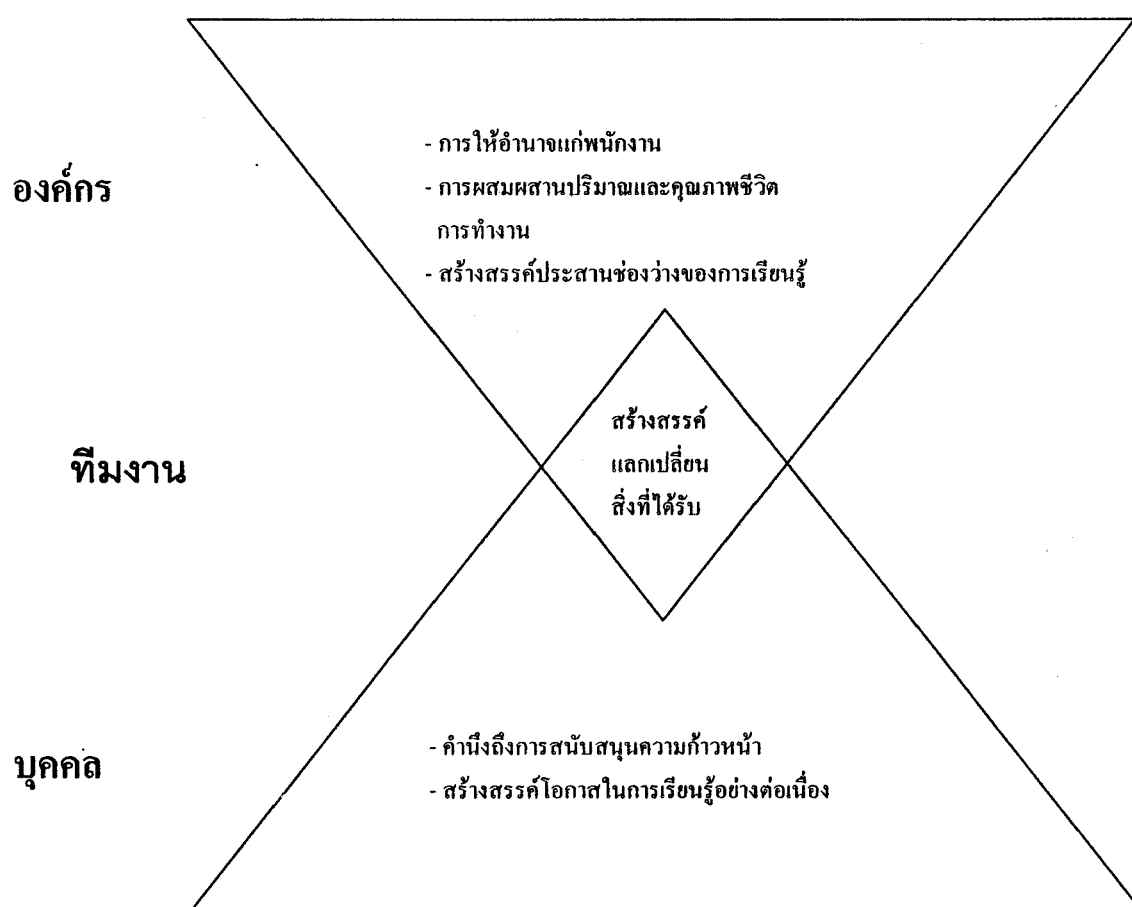 - การให้อำนาจแก่พนักงาน
องค์กร
- การผสมผสานปริมาณและคุณภาพชีวิต
การทำงาน
- สร้างสรรค์ประสานช่องว่างของการเรียนรู้
สร้างสรรค์
แลกเปลี่ยน
สิ่งที่ได้รับ
ทีมงาน
- คำนึงถึงการสนับสนุนความก้าวหน้า
บุคคล
- สร้างสรรค์โอกาสในการเรียนรู้อย่างต่อเนื่อง